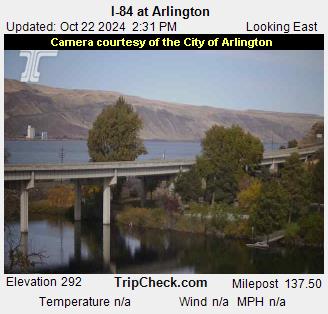 I-84 at Arlington
Updated: Oct 22 2024 2:31 PM Looking East
Camera courtesy of the City of Arlington
Elevation 292 TripCheck.com Milepost 137.50
Temperature n/a Wind n/a MPH n/a